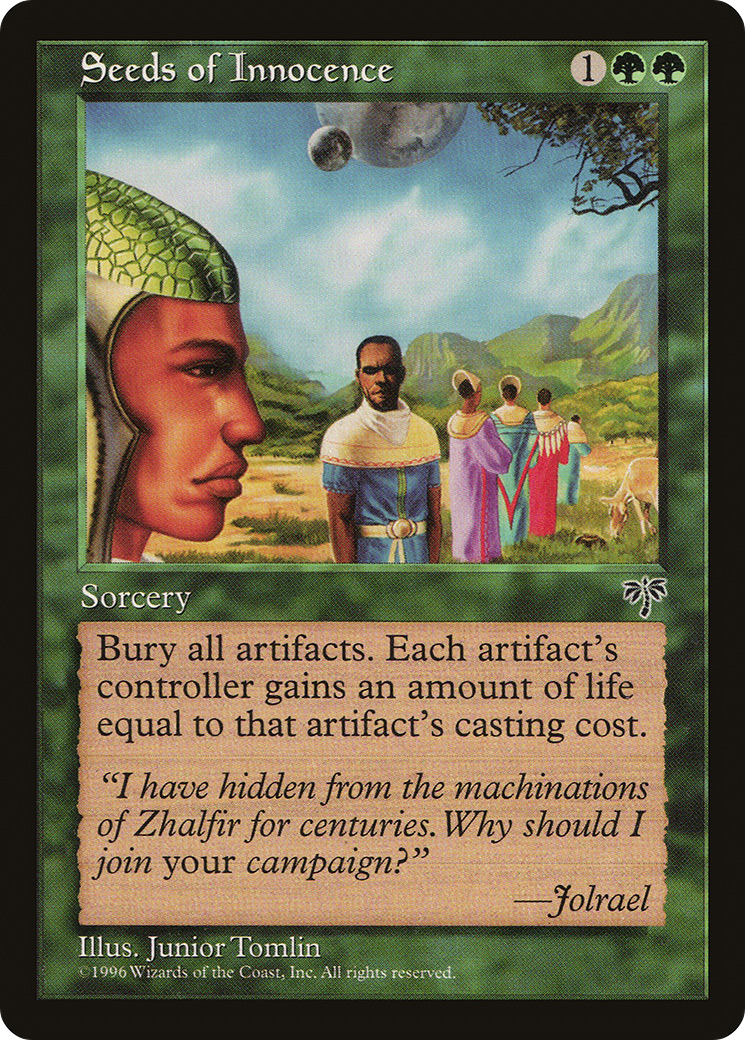 Seeds of Innocence 1
Sorcery
Bury all artifacts. Each artifact's
controller gains an amount of life
equal to that artifact's casting cost.
“I have hidden from the machinations
of Zhalfir for centuries. Why should I
join your campaign?”
—Jolrael
Illus. Junior Tomlin
©1996 Wizards of the Coast, Inc. All rights reserved.